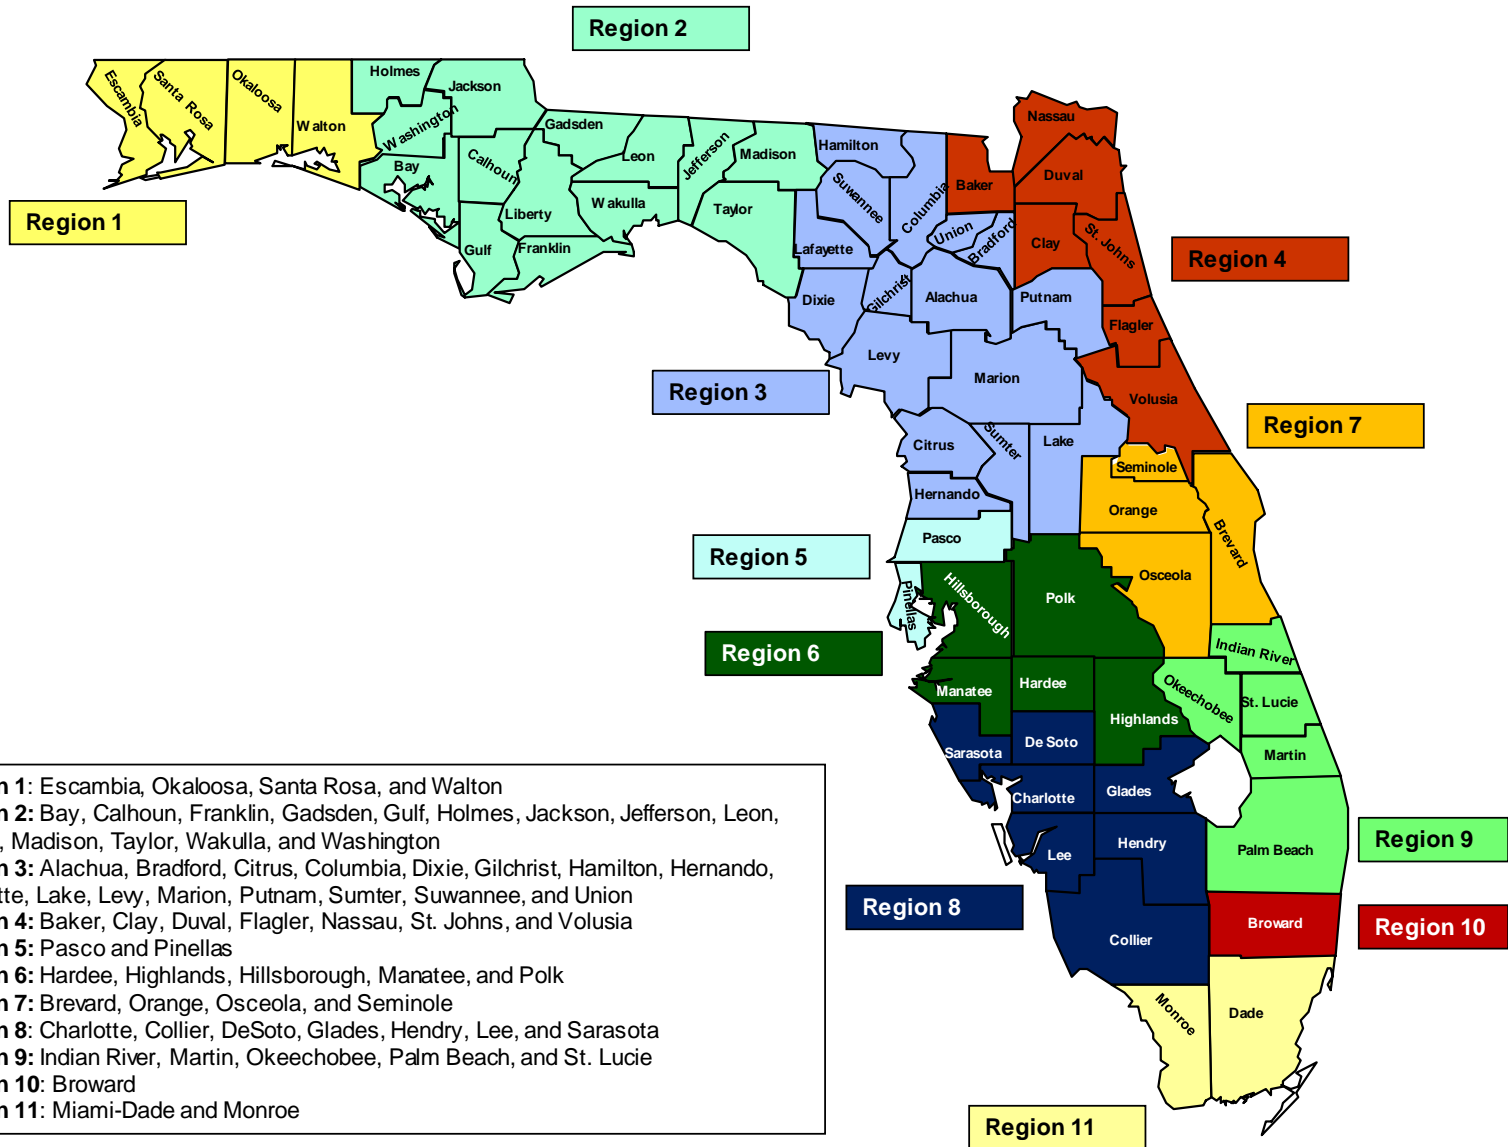 Region 2
Holmes
Jackson
Escambia
Santa Rosa
Okaloosa
Walton
Washington
Gadsden
Bay
Calhoun
Leon
Jefferson
Madison
Hamilton
Nassau
Duval
Baker
Suwannee
Columbia
Liberty
Wakulla
Taylor
Region 1
Gulf
Franklin
Lafayette
Union
Bradford
Clay
St. Johns
Region 4
Dixie
Gilchrist
Alachua
Putnam
Flagler
Levy
Marion
Region 3
Volusia
Region 7
Citrus
Sumter
Lake
Seminole
Hernando
Orange
Brevard
Pasco
Region 5
Osceola
Pinellas
Hillsborough
Polk
Region 6
Indian River
Manatee
Hardee
Okeechobee
St. Lucie
Highlands
Sarasota
De Soto
Martin
Charlotte
Glades
Lee
Hendry
Palm Beach
Region 9
Region 8
Collier
Broward
Region 10
Monroe
Dade
Region 11
n 1: Escambia, Okaloosa, Santa Rosa, and Walton
n 2: Bay, Calhoun, Franklin, Gadsden, Gulf, Holmes, Jackson, Jefferson, Leon,
, Madison, Taylor, Wakulla, and Washington
n 3: Alachua, Bradford, Citrus, Columbia, Dixie, Gilchrist, Hamilton, Hernando,
tte, Lake, Levy, Marion, Putnam, Sumter, Suwannee, and Union
n 4: Baker, Clay, Duval, Flagler, Nassau, St. Johns, and Volusia
n 5: Pasco and Pinellas
n 6: Hardee, Highlands, Hillsborough, Manatee, and Polk
n 7: Brevard, Orange, Osceola, and Seminole
n 8: Charlotte, Collier, DeSoto, Glades, Hendry, Lee, and Sarasota
n 9: Indian River, Martin, Okeechobee, Palm Beach, and St. Lucie
n 10: Broward
n 11: Miami-Dade and Monroe